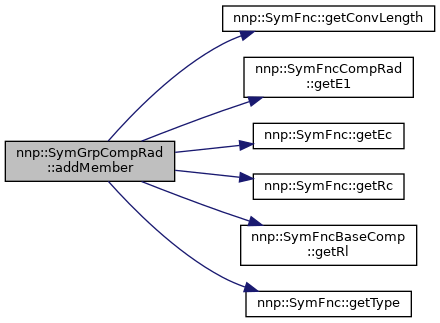 nnp::SymGrpCompRad
::addMember
nnp::SymFnc::getConvLength
nnp::SymFncCompRad
::getE1
nnp::SymFnc::getEc
nnp::SymFnc::getRc
nnp::SymFncBaseComp
::getRl
nnp::SymFnc::getType